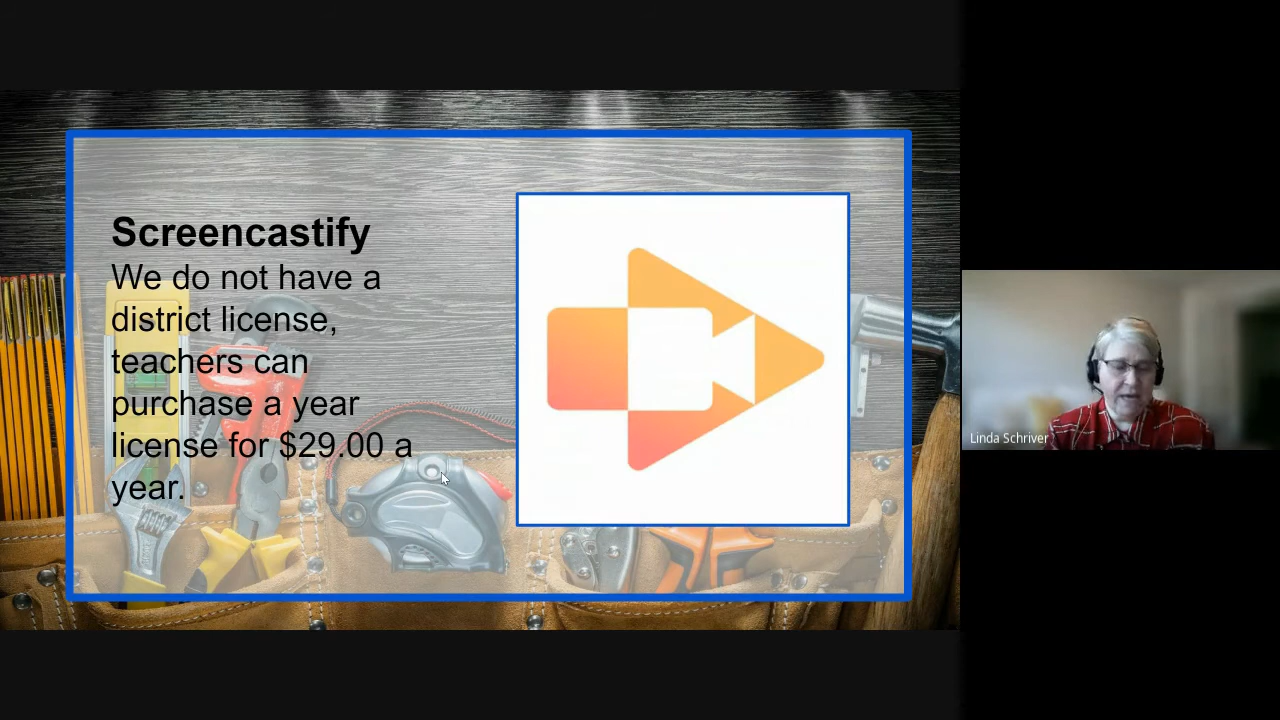 Screencastify
We do not have a
district license,
teachers can
purchase a year
license for $29.00 a
year.
Linda Schriver